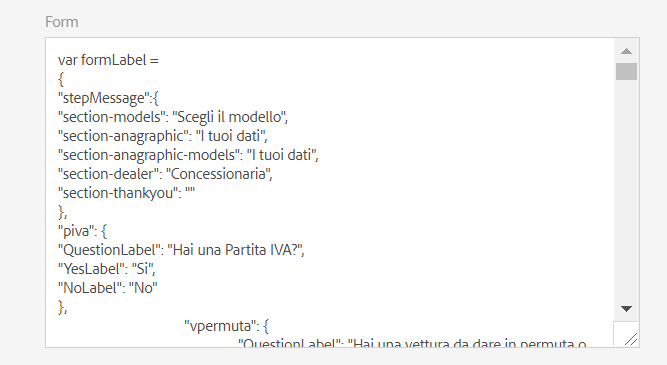 Form
var formLabel =
{
"stepMessage":{
"section-models": "Scegli il modello",
"section-anagraphic": "I tuoi dati",
"section-anagraphic-models": "I tuoi dati",
"section-dealer": "Concessionaria",
"section-thankyou": ""
},
"piva": {
"QuestionLabel": "Hai una Partita IVA?",
"YesLabel": "Si",
"NoLabel": "No"
},
"vpermuta": {
"QuestionLabel": "Hai una vettura da dare in permuta o